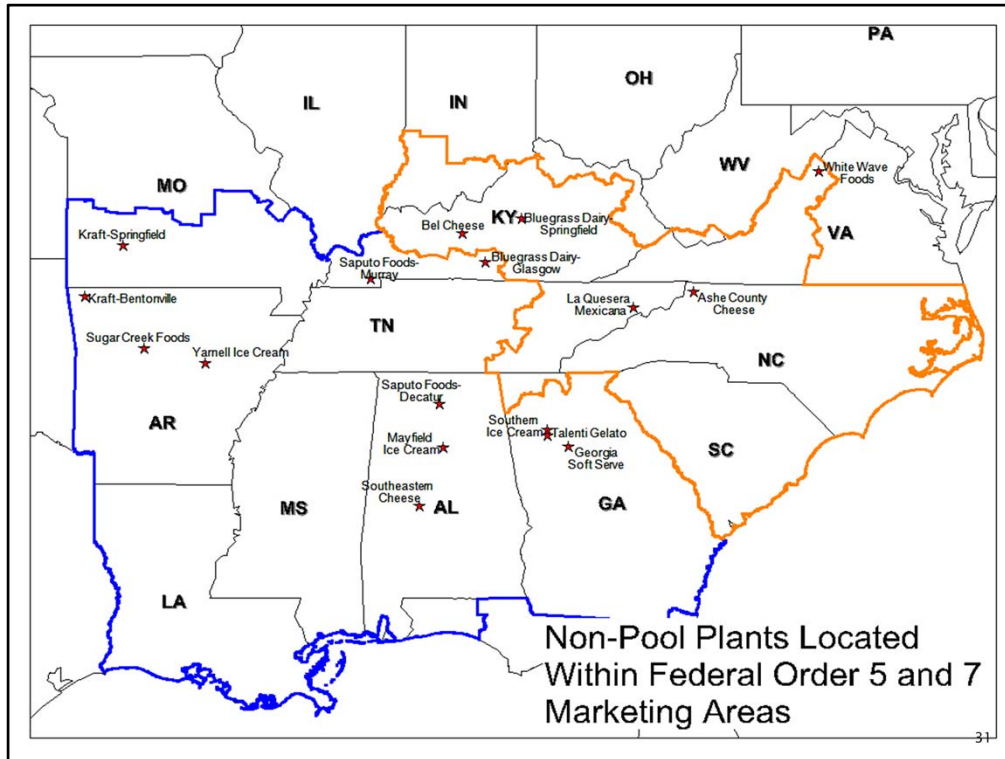 PA
OH
IL
IN
WV
MO
White Wave
Foods
KY
Bluegrass Dairy-
Springfield
Bel Cheese
VA
Kraft-Springfield
Bluegrass Dairy-
Glasgow
Saputo Foods-
Murray
Kraft-Bentonville
La Quesera
Mexicana
Ashe County
Cheese
TN
Sugar Creek Foods
Yarnell Ice Cream
NC
Saputo Foods-
Decatur
AR
Southern
Ice Cream
Talenti Gelato
Mayfield
Ice Cream
Georgia
Soft Serve
SC
Southeastern
Cheese
MS
AL
GA
LA
Non-Pool Plants Located
Within Federal Order 5 and 7
Marketing Areas
31